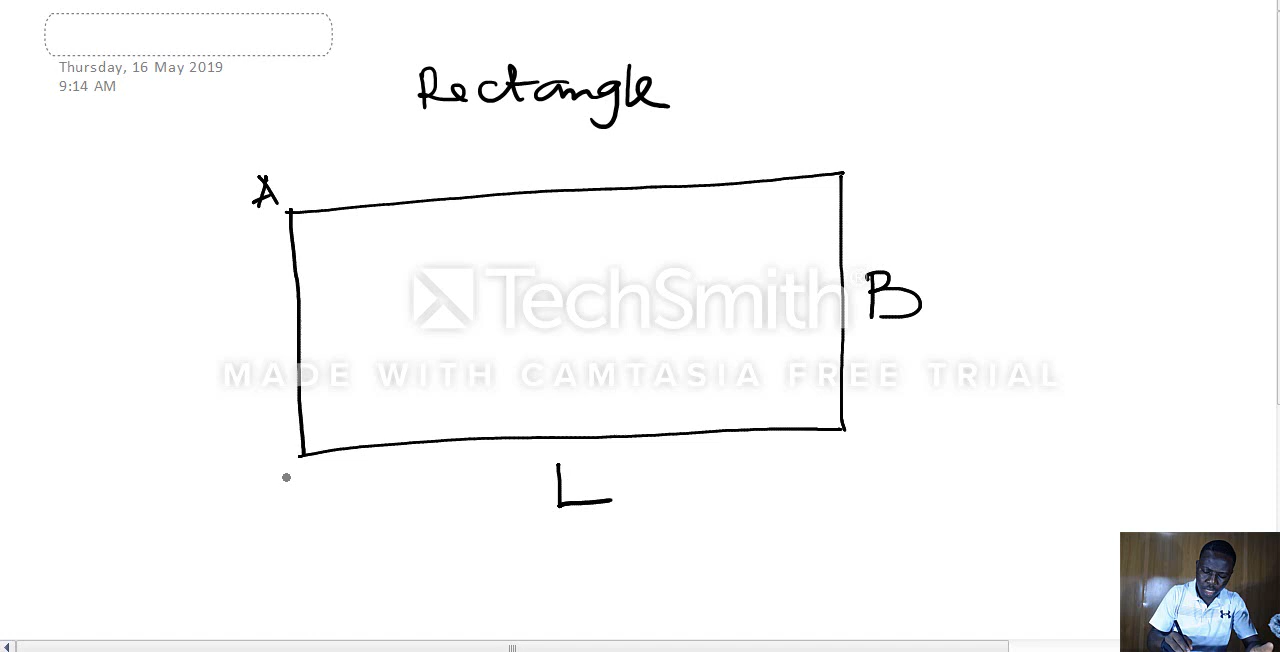 Thursday, 16 May 2019
9:14 AM
Rectangle
A
TechSmith
B
MADE WITH CAMTASIA FREE TRIAL
L